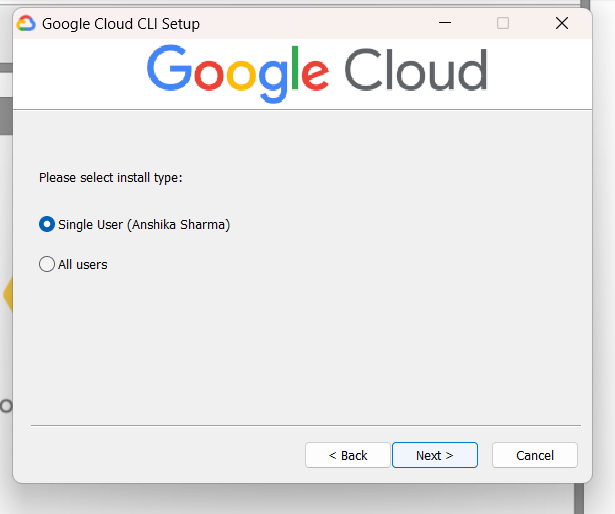 Google Cloud CLI Setup
Google Cloud
Please select install type:
Single User (Anshika Sharma)
All users
< Back
Next >
Cancel